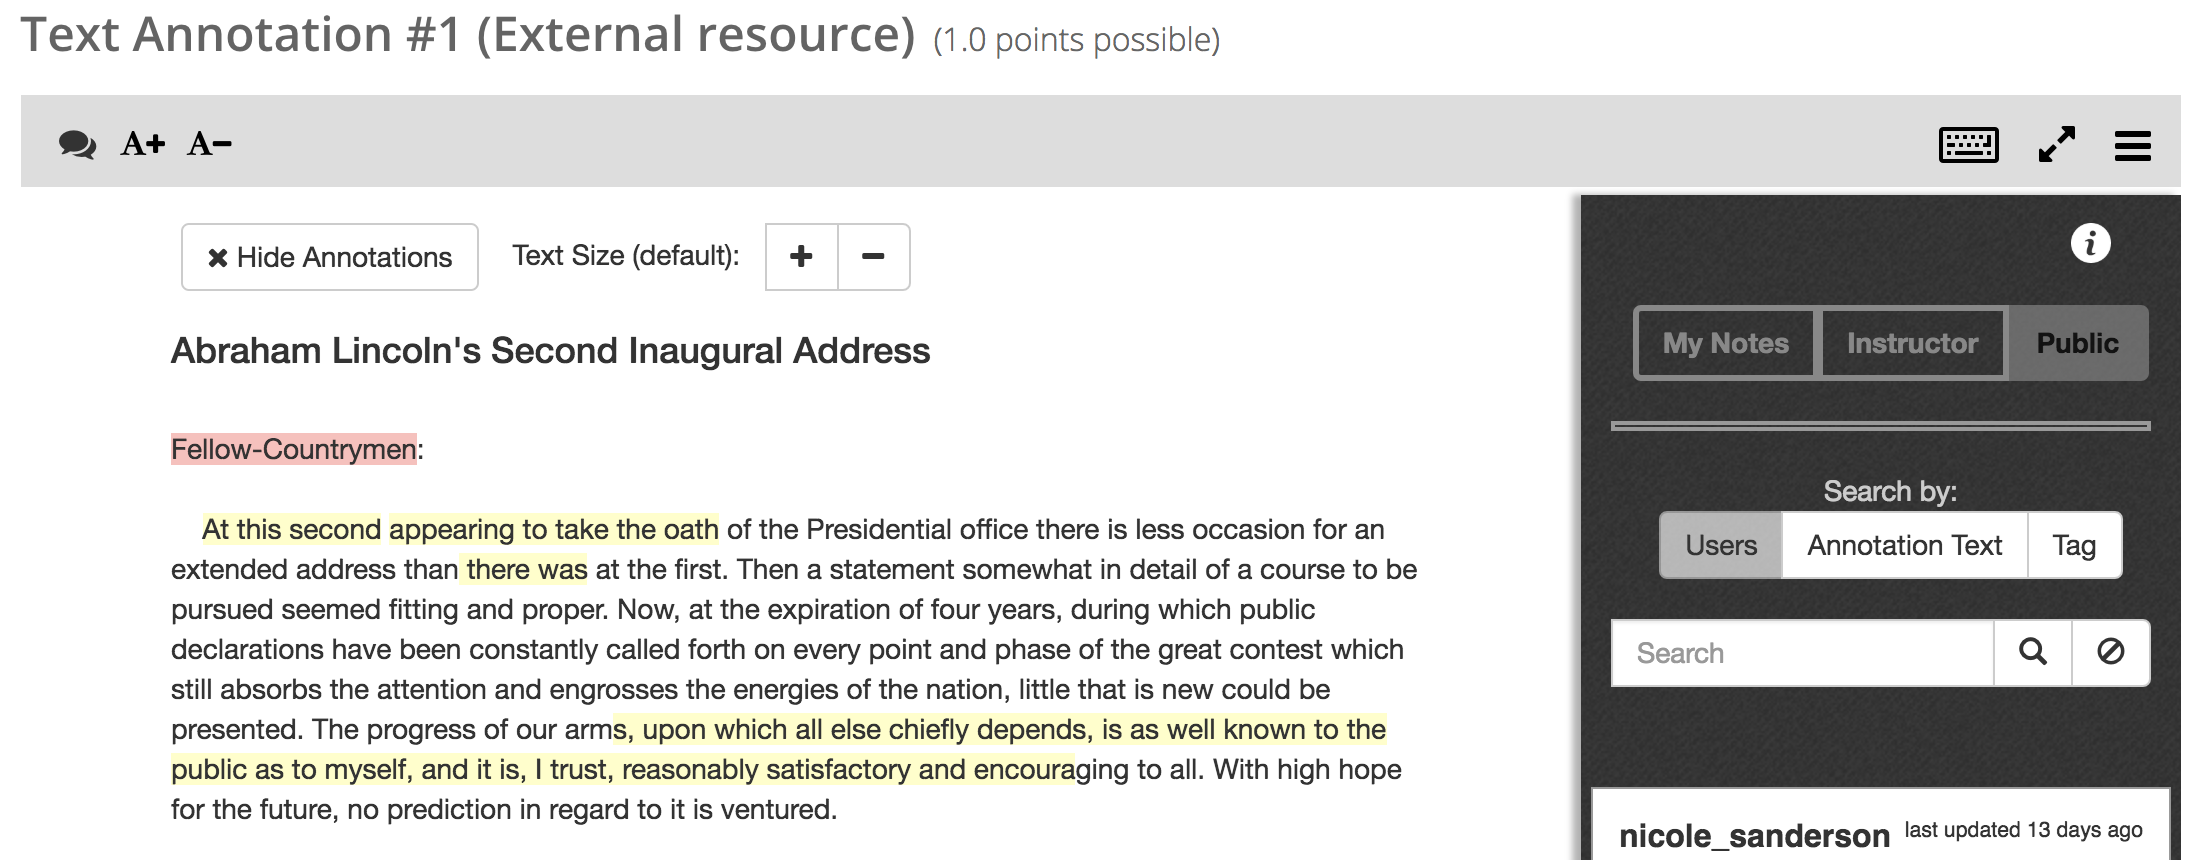 Text Annotation #1 (External resource) (1.0 points possible)
A+ A−
Hide Annotations Text Size (default): + −
Abraham Lincoln's Second Inaugural Address
Fellow-Countrymen:
At this second appearing to take the oath of the Presidential office there is less occasion for an
extended address than there was at the first. Then a statement somewhat in detail of a course to be
pursued seemed fitting and proper. Now, at the expiration of four years, during which public
declarations have been constantly called forth on every point and phase of the great contest which
still absorbs the attention and engrosses the energies of the nation, little that is new could be
presented. The progress of our arms, upon which all else chiefly depends, is as well known to the
public as to myself, and it is, I trust, reasonably satisfactory and encouraging to all. With high hope
for the future, no prediction in regard to it is ventured.
i
My Notes Instructor Public
Search by:
Users Annotation Text Tag
Search
nicole_sanderson last updated 13 days ago